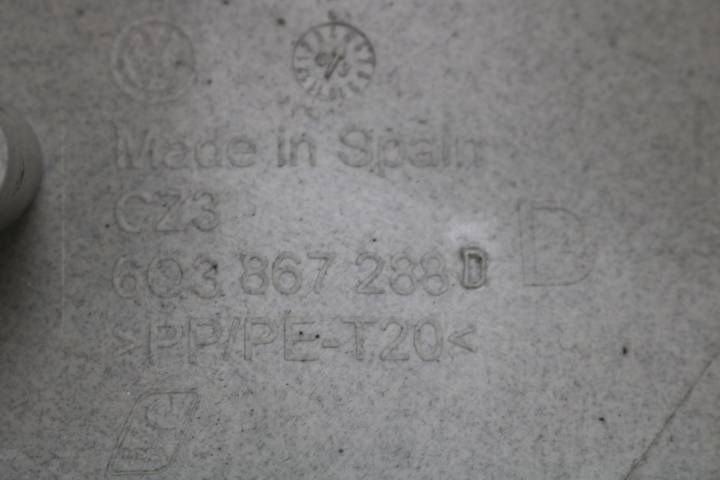 Made in Spain
CZ3
6Q3 867 288 D D
>PP/PE-T20<